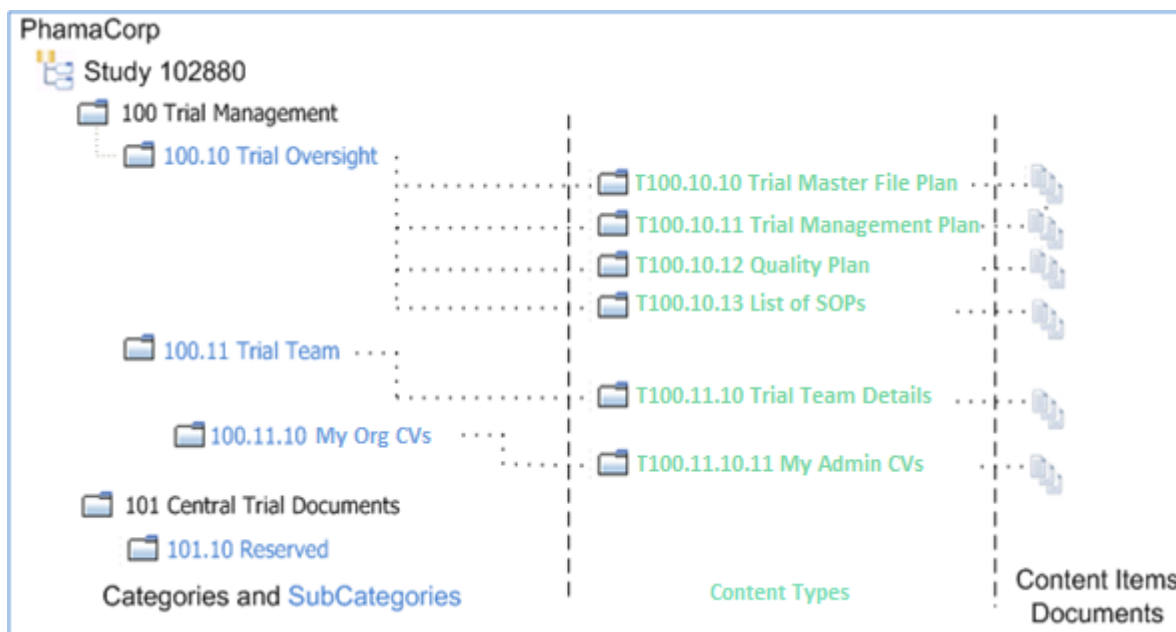 PhamaCorp
Study 102880
100 Trial Management
100.10 Trial Oversight
T100.10.10 Trial Master File Plan
T100.10.11 Trial Management Plan
T100.10.12 Quality Plan
T100.10.13 List of SOPs
100.11 Trial Team
T100.11.10 Trial Team Details
100.11.10 My Org CVs
T100.11.10.11 My Admin CVs
101 Central Trial Documents
101.10 Reserved
Categories and SubCategories
Content Types
Content Items
Documents